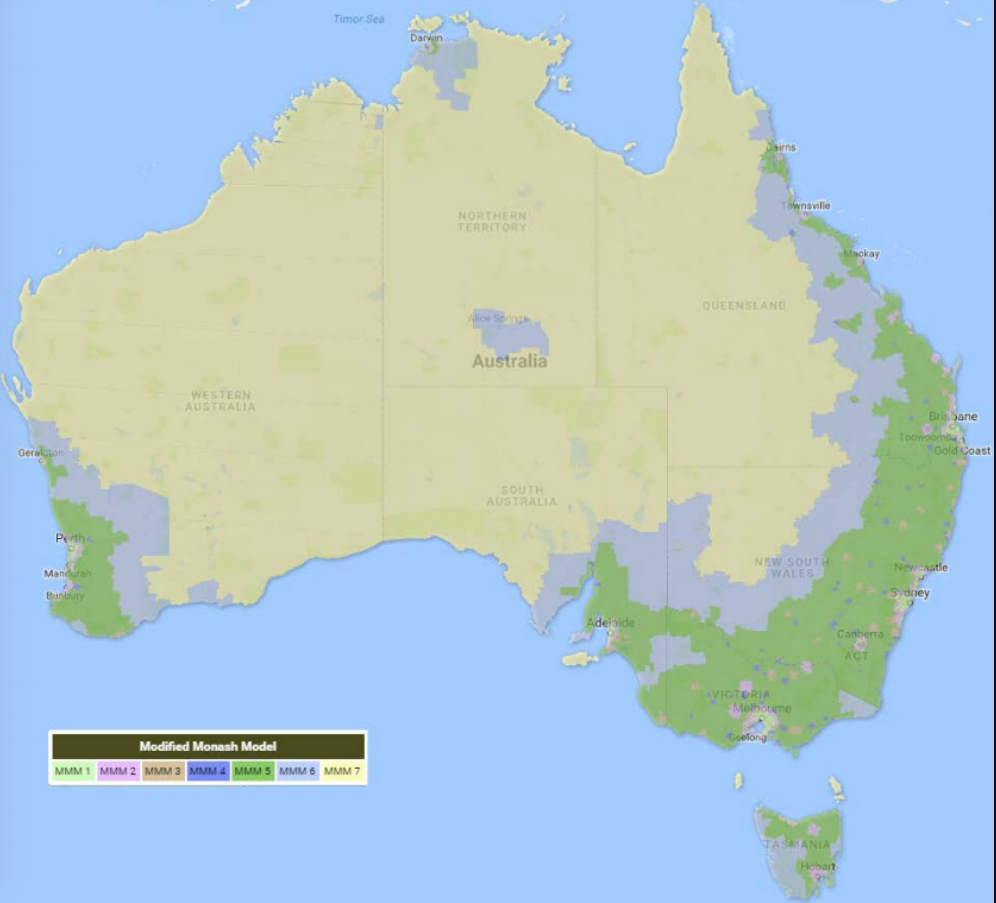 Timor Sea
Darwin
Cairns
Townsville
NORTHERN
TERRITORY
Mackay
QUEENSLAND
Alice Springs
Australia
WESTERN
AUSTRALIA
Brisbane
Toowoomba
Gold Coast
Geraldton
SOUTH
AUSTRALIA
Perth
NEW SOUTH
WALES
Newcastle
Mandurah
Sydney
Bunbury
Adelaide
Canberra
ACT
VICTORIA
Melbourne
Geelong
Modified Monash Model
MMM 1 MMM 2 MMM 3 MMM 4 MMM 5 MMM 6 MMM 7
TASMANIA
Hobart